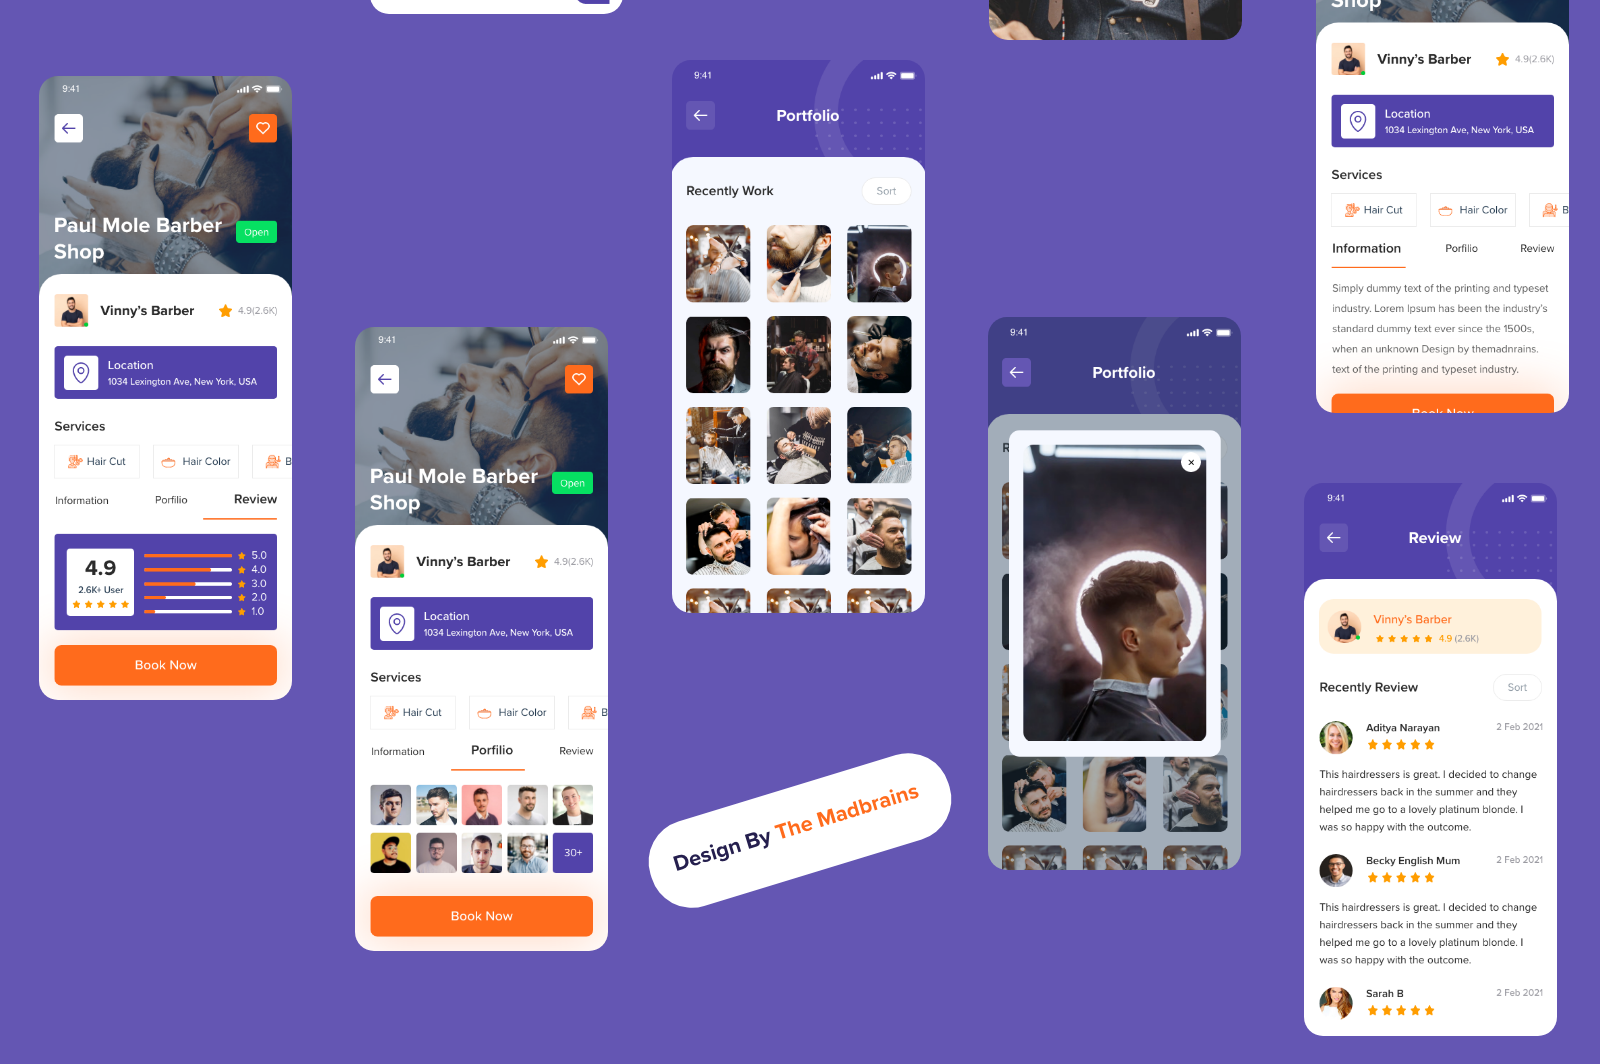 9:41
Paul Mole Barber
Shop
Open
Vinny's Barber
4.9(2.6K)
Location
1034 Lexington Ave, New York, USA
Services
Hair Cut
Hair Color
B
Information
Porfilio
Review
4.9
2.6K+ User
5.0
4.0
3.0
2.0
1.0
Book Now
9:41
Paul Mole Barber
Shop
Open
Vinny's Barber
4.9(2.6K)
Location
1034 Lexington Ave, New York, USA
Services
Hair Cut
Hair Color
B
Information
Porfilio
Review
30+
Book Now
9:41
Portfolio
Recently Work
Sort
Design By The Madbrains
9:41
Portfolio
R
Shop
Vinny's Barber
4.9(2.6K)
Location
1034 Lexington Ave, New York, USA
Services
Hair Cut
Hair Color
B
Information
Porfilio
Review
Simply dummy text of the printing and typeset
industry. Lorem Ipsum has been the industry's
standard dummy text ever since the 1500s,
when an unknown Design by themadnrains.
text of the printing and typeset industry.
Book Now
9:41
Review
Vinny's Barber
4.9 (2.6K)
Recently Review
Sort
Aditya Narayan
2 Feb 2021
This hairdressers is great. I decided to change
hairdressers back in the summer and they
helped me go to a lovely platinum blonde. I
was so happy with the outcome.
Becky English Mum
2 Feb 2021
This hairdressers is great. I decided to change
hairdressers back in the summer and they
helped me go to a lovely platinum blonde. I
was so happy with the outcome.
Sarah B
2 Feb 2021